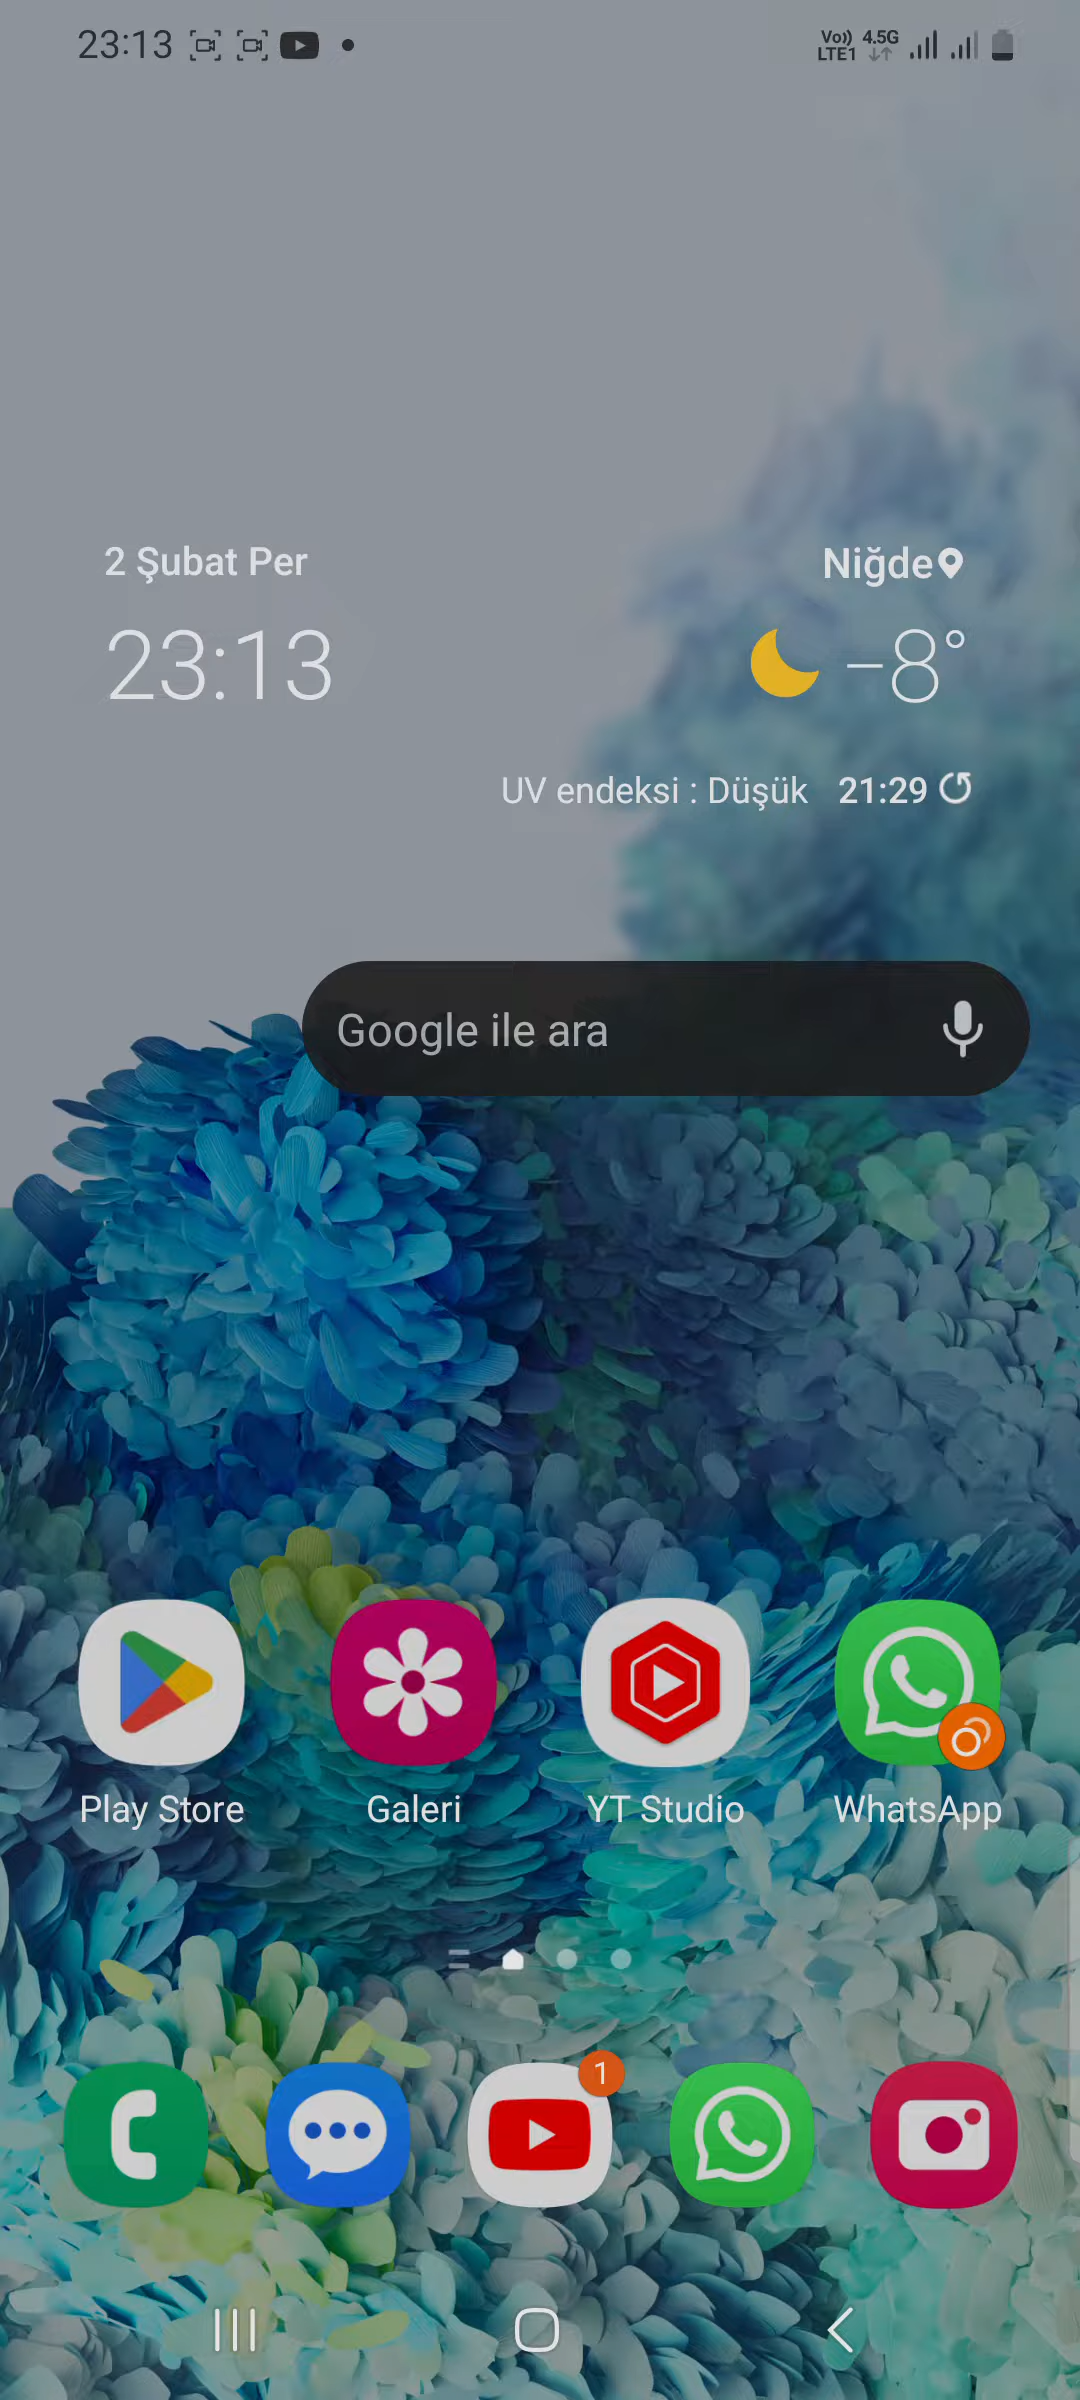 23:13
Vo)) 4.5G
LTE1
2 Şubat Per
Niğde
23:13
-8°
UV endeksi : Düşük 21:29
Google ile ara
Play Store
Galeri
YT Studio
WhatsApp
1